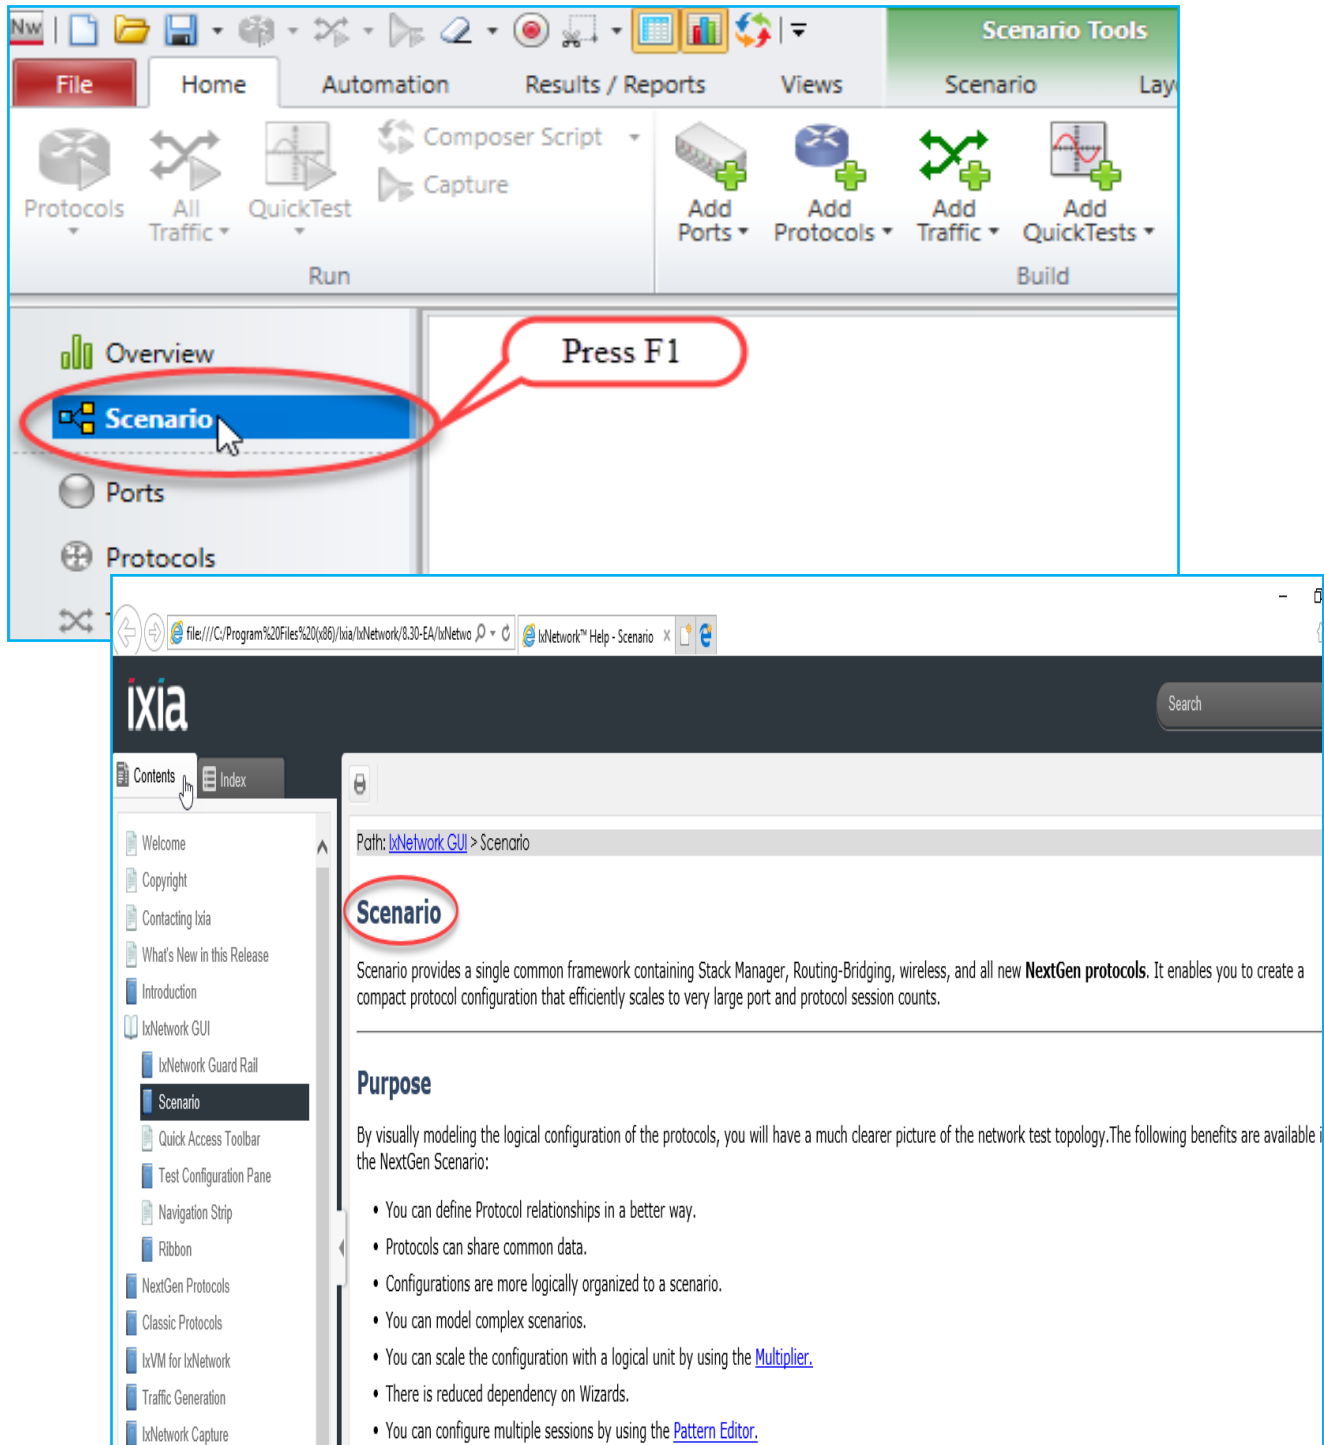 Nw
Scenario Tools
File
Home
Automation
Results / Reports
Views
Scenario
Lay
Protocols
All
Traffic
QuickTest
Composer Script
Capture
Run
Add
Ports
Add
Protocols
Add
Traffic
Add
QuickTests
Build
Overview
Scenario
Ports
Protocols
Press F1
file:///C:/Program%20Files%20(x86)/Ixia/IxNetwork/8.30-EA/IxNetwo
IxNetwork™ Help - Scenario
ixia
Search
Contents
Index
Welcome
Copyright
Contacting Ixia
What's New in this Release
Introduction
IxNetwork GUI
IxNetwork Guard Rail
Scenario
Quick Access Toolbar
Test Configuration Pane
Navigation Strip
Ribbon
NextGen Protocols
Classic Protocols
IxVM for IxNetwork
Traffic Generation
IxNetwork Capture
Path: IxNetwork GUI > Scenario
Scenario
Scenario provides a single common framework containing Stack Manager, Routing-Bridging, wireless, and all new NextGen protocols. It enables you to create a
compact protocol configuration that efficiently scales to very large port and protocol session counts.
Purpose
By visually modeling the logical configuration of the protocols, you will have a much clearer picture of the network test topology.The following benefits are available
the NextGen Scenario:
• You can define Protocol relationships in a better way.
• Protocols can share common data.
• Configurations are more logically organized to a scenario.
• You can model complex scenarios.
• You can scale the configuration with a logical unit by using the Multiplier.
• There is reduced dependency on Wizards.
• You can configure multiple sessions by using the Pattern Editor.